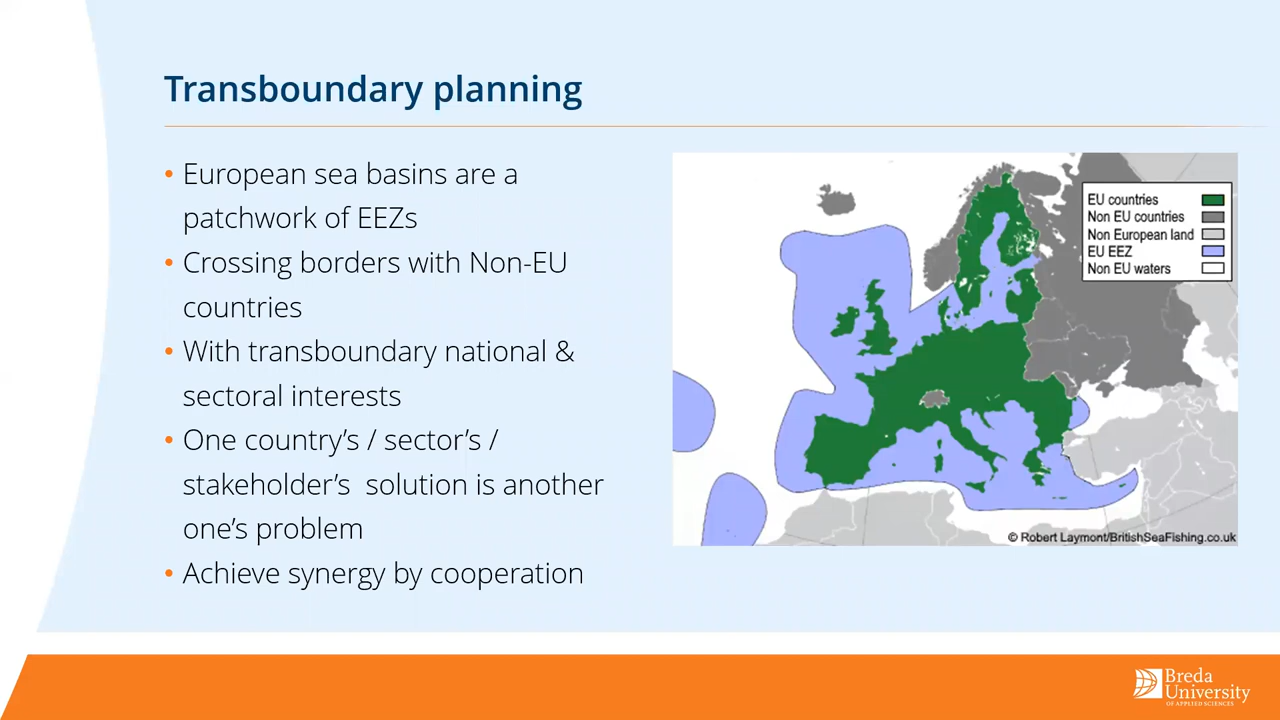 Transboundary planning
• European sea basins are a
patchwork of EEZs
• Crossing borders with Non-EU
countries
• With transboundary national &
sectoral interests
• One country’s / sector’s /
stakeholder’s  solution is another
one’s problem
• Achieve synergy by cooperation
EU countries
Non EU countries
Non European land
EU EEZ
Non EU waters
© Robert Laymont/BritishSeaFishing.co.uk
Breda
University
OF APPLIED SCIENCES